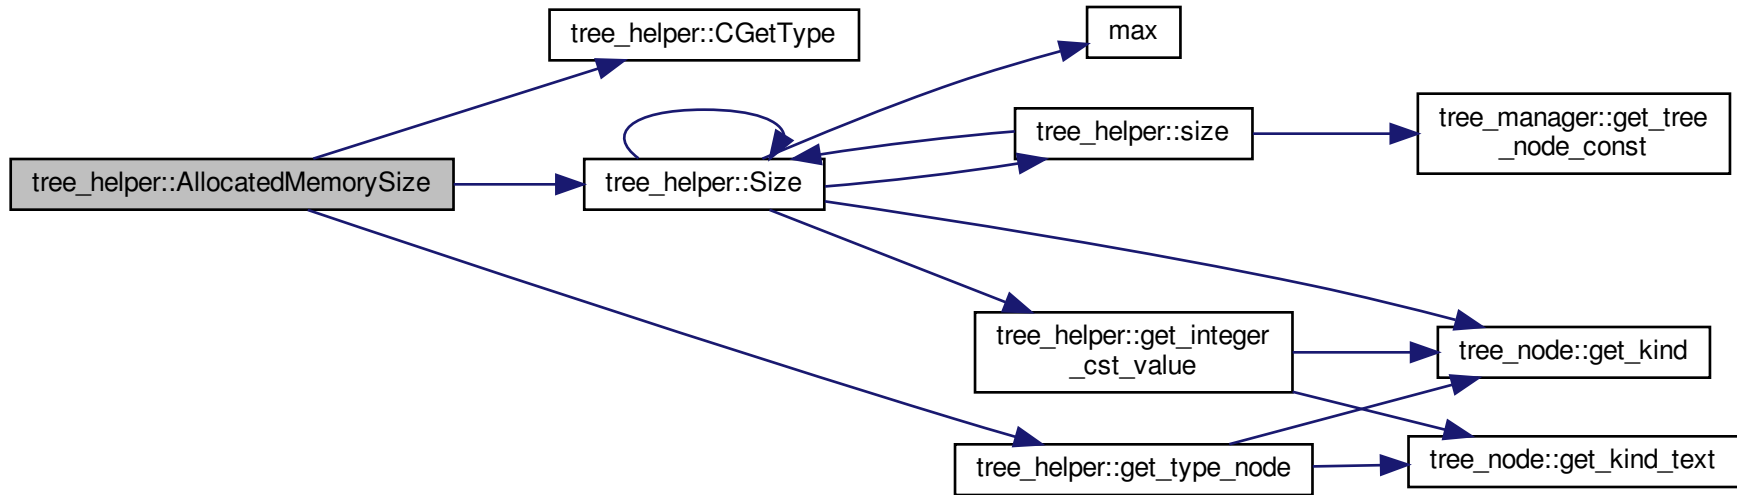 tree_helper::CGetType
max
tree_helper::size
tree_manager::get_tree
_node_const
tree_helper::AllocatedMemorySize
tree_helper::Size
tree_helper::get_integer
_cst_value
tree_node::get_kind
tree_helper::get_type_node
tree_node::get_kind_text